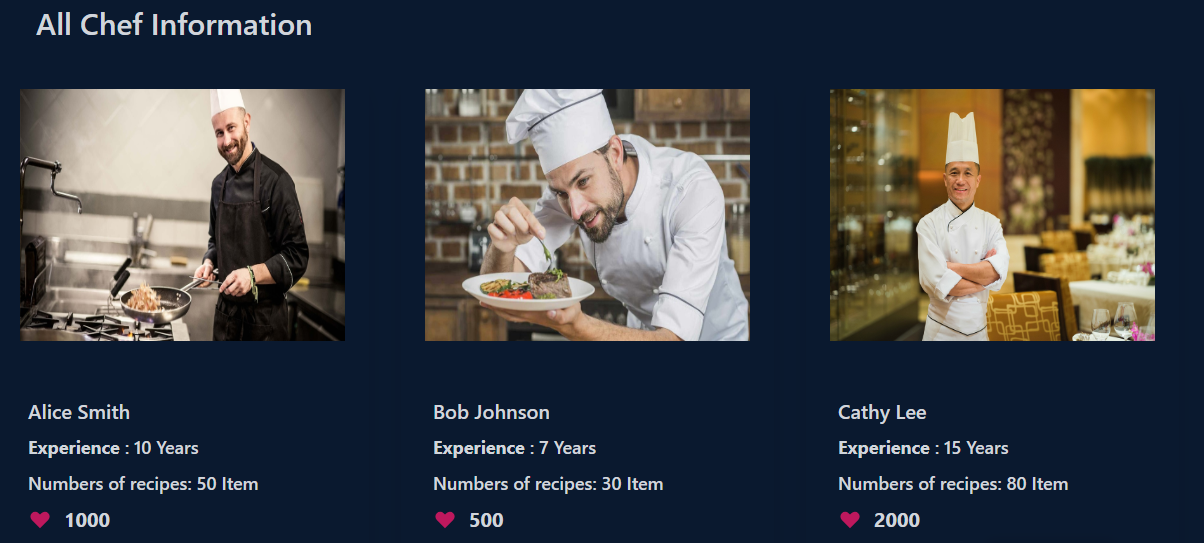 All Chef Information
Alice Smith
Experience : 10 Years
Numbers of recipes: 50 Item
1000
Bob Johnson
Experience : 7 Years
Numbers of recipes: 30 Item
500
Cathy Lee
Experience : 15 Years
Numbers of recipes: 80 Item
2000